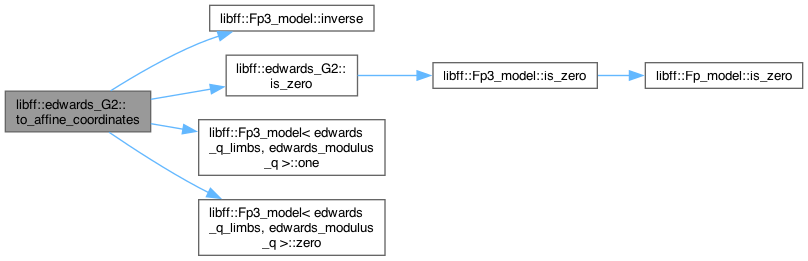 libff::edwards_G2::
to_affine_coordinates
libff::Fp3_model::inverse
libff::edwards_G2::
is_zero
libff::Fp3_model::is_zero
libff::Fp_model::is_zero
libff::Fp3_model< edwards
_q_limbs, edwards_modulus
_q >::one
libff::Fp3_model< edwards
_q_limbs, edwards_modulus
_q >::zero